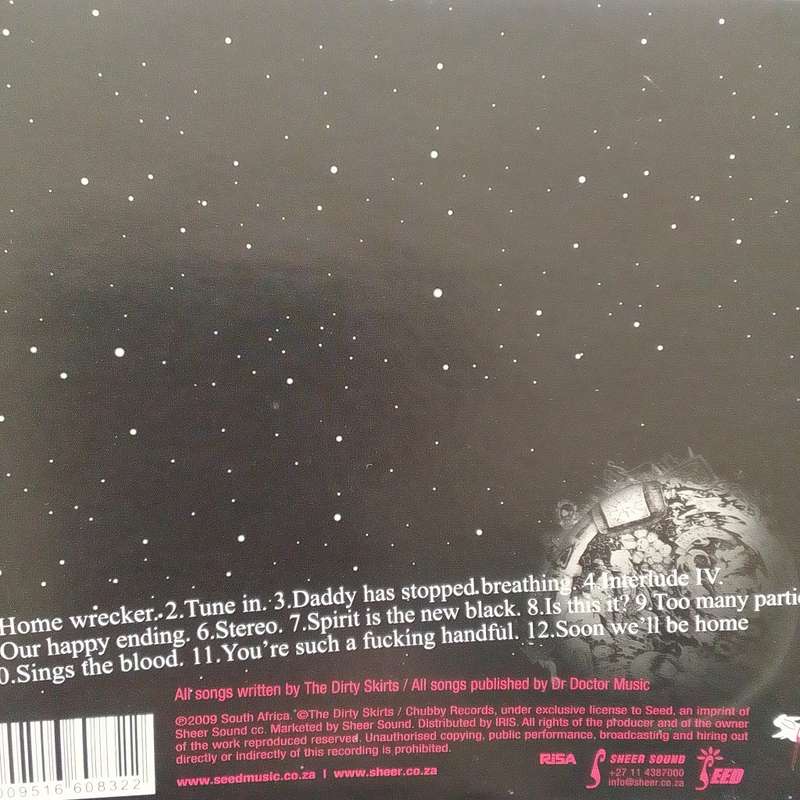 Home wrecker. 2.Tune in. 3.Daddy has stopped breathing. 4.Interlude IV.
Our happy ending. 6.Stereo. 7.Spirit is the new black. 8.Is this it? 9.Too many partie
0.Sings the blood. 11.You're such a fucking handful. 12.Soon we'll be home
All songs written by The Dirty Skirts / All songs published by Dr Doctor Music
℗2009 South Africa. ©The Dirty Skirts / Chubby Records, under exclusive license to Seed, an imprint of
Sheer Sound cc. Marketed by Sheer Sound. Distributed by IRIS. All rights of the producer and of the owner
of the work reproduced reserved. Unauthorised copying, public performance, broadcasting and hiring out
directly or indirectly of this recording is prohibited.
www.seedmusic.co.za | www.sheer.co.za
RiSA
SHEER SOUND
+27 11 4387000
info@sheer.co.za
SEED
009516 608322